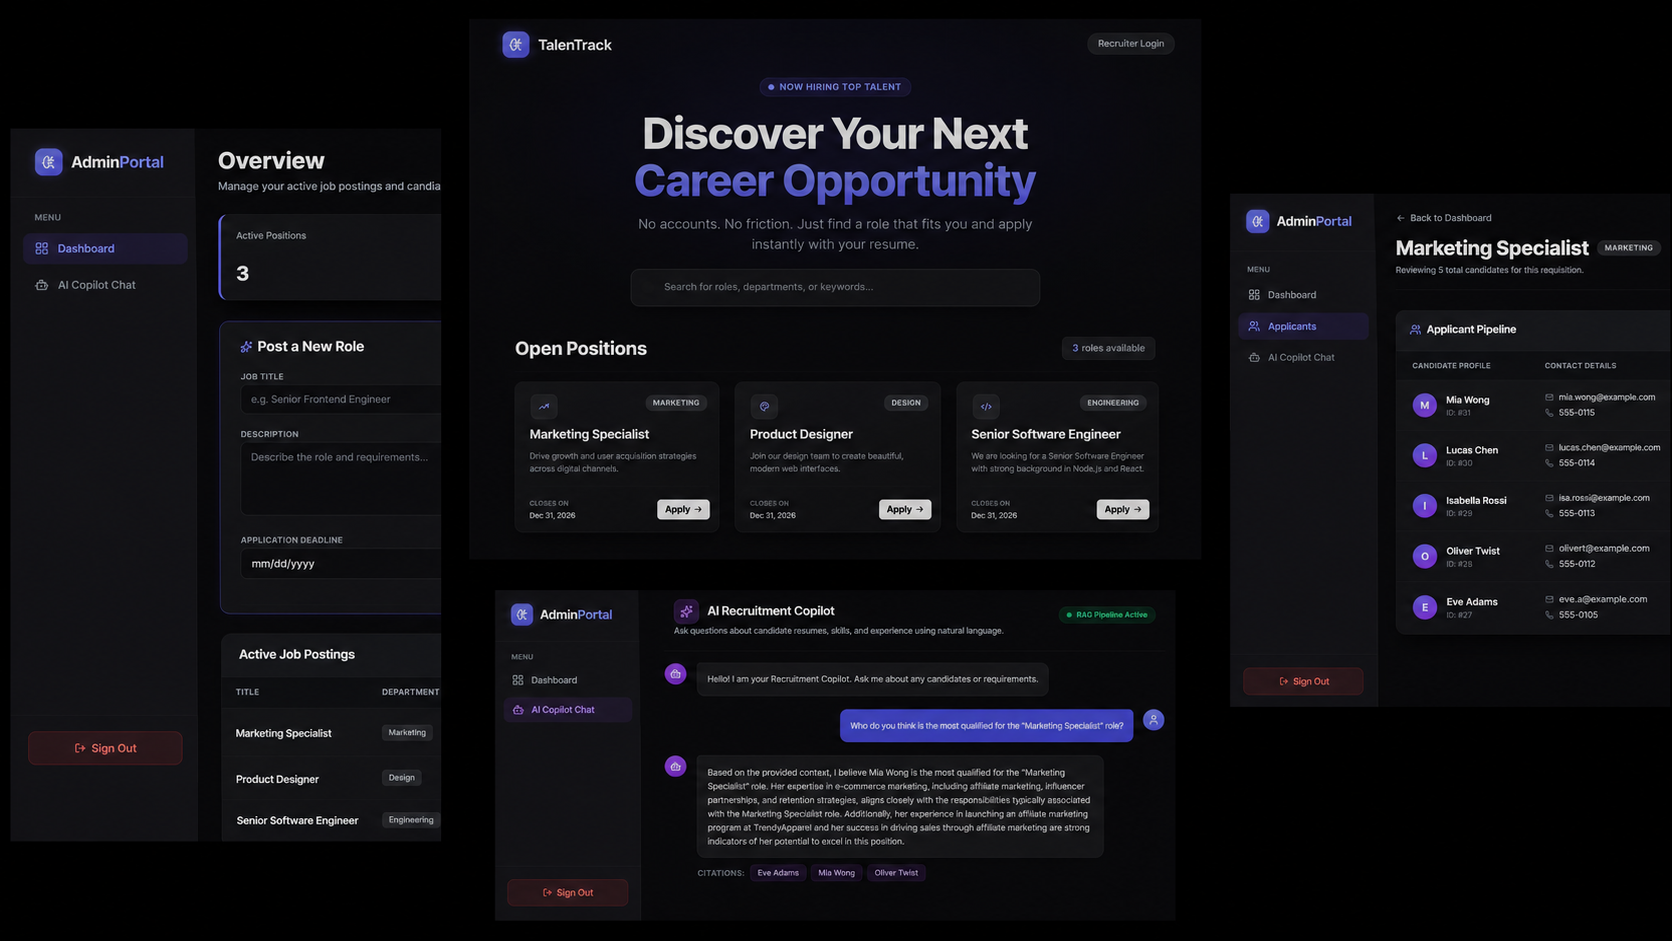 AdminPortal
MENU
Dashboard
AI Copilot Chat
Sign Out
Overview
Manage your active job postings and candia
Active Positions
3
Post a New Role
JOB TITLE
e.g. Senior Frontend Engineer
DESCRIPTION
Describe the role and requirements...
APPLICATION DEADLINE
mm/dd/yyyy
Active Job Postings
TITLE DEPARTMENT
Marketing Specialist Marketing
Product Designer Design
Senior Software Engineer Engineering
TalenTrack
Recruiter Login
NOW HIRING TOP TALENT
Discover Your Next
Career Opportunity
No accounts. No friction. Just find a role that fits you and apply
instantly with your resume.
Search for roles, departments, or keywords...
Open Positions
3 roles available
MARKETING
Marketing Specialist
Drive growth and user acquisition strategies
across digital channels.
CLOSES ON
Dec 31, 2026
Apply →
DESIGN
Product Designer
Join our design team to create beautiful,
modern web interfaces.
CLOSES ON
Dec 31, 2026
Apply →
ENGINEERING
Senior Software Engineer
We are looking for a Senior Software Engineer
with strong background in Node.js and React.
CLOSES ON
Dec 31, 2026
Apply →
AdminPortal
MENU
Dashboard
AI Copilot Chat
Sign Out
AI Recruitment Copilot
Ask questions about candidate resumes, skills, and experience using natural language.
RAG Pipeline Active
Hello! I am your Recruitment Copilot. Ask me about any candidates or requirements.
Who do you think is the most qualified for the "Marketing Specialist" role?
Based on the provided context, I believe Mia Wong is the most qualified for the "Marketing
Specialist" role. Her expertise in e-commerce marketing, including affiliate marketing, influencer
partnerships, and retention strategies, aligns closely with the responsibilities typically associated
with the Marketing Specialist role. Additionally, her experience in launching an affiliate marketing
program at TrendyApparel and her success in driving sales through affiliate marketing are strong
indicators of her potential to excel in this position.
CITATIONS: Eve Adams Mia Wong Oliver Twist
AdminPortal
MENU
Dashboard
Applicants
AI Copilot Chat
Sign Out
← Back to Dashboard
Marketing Specialist MARKETING
Reviewing 5 total candidates for this requisition.
Applicant Pipeline
CANDIDATE PROFILE CONTACT DETAILS
M Mia Wong mia.wong@example.com
ID: #31 555-0115
L Lucas Chen lucas.chen@example.com
ID: #30 555-0114
I Isabella Rossi isa.rossi@example.com
ID: #29 555-0113
O Oliver Twist olivert@example.com
ID: #28 555-0112
E Eve Adams eve.a@example.com
ID: #27 555-0105